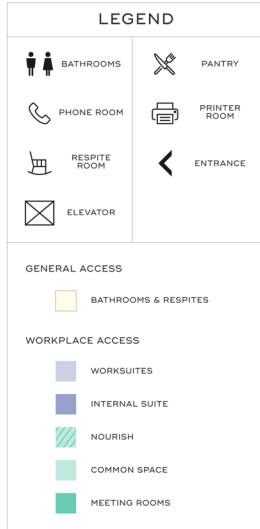 LEGEND
BATHROOMS
PANTRY
PHONE ROOM
PRINTER
ROOM
RESPITE
ROOM
ENTRANCE
ELEVATOR
GENERAL ACCESS
BATHROOMS & RESPITES
WORKPLACE ACCESS
WORKSUITES
INTERNAL SUITE
NOURISH
COMMON SPACE
MEETING ROOMS